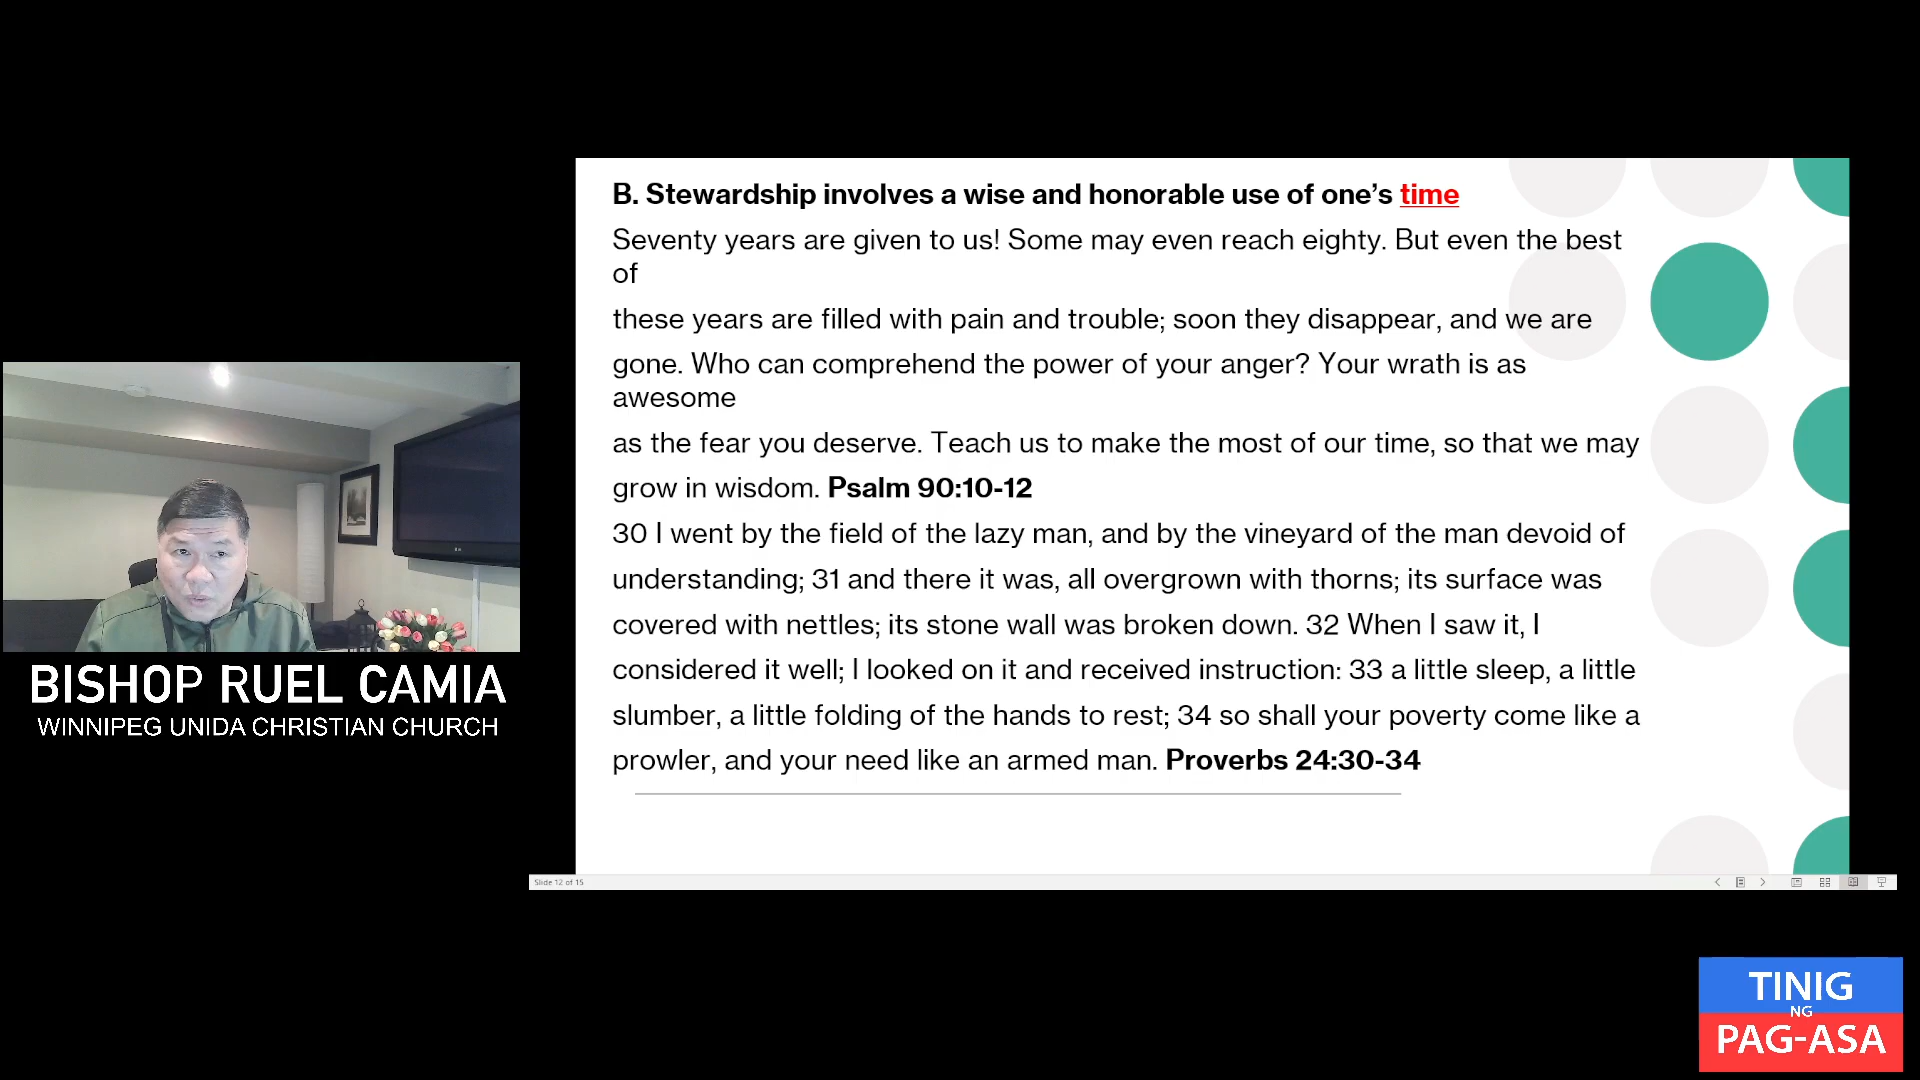 B. Stewardship involves a wise and honorable use of one’s time
Seventy years are given to us! Some may even reach eighty. But even the best
of
these years are filled with pain and trouble; soon they disappear, and we are
gone. Who can comprehend the power of your anger? Your wrath is as
awesome
as the fear you deserve. Teach us to make the most of our time, so that we may
grow in wisdom. Psalm 90:10-12
30 I went by the field of the lazy man, and by the vineyard of the man devoid of
understanding; 31 and there it was, all overgrown with thorns; its surface was
covered with nettles; its stone wall was broken down. 32 When I saw it, I
considered it well; I looked on it and received instruction: 33 a little sleep, a little
slumber, a little folding of the hands to rest; 34 so shall your poverty come like a
prowler, and your need like an armed man. Proverbs 24:30-34
BISHOP RUEL CAMIA
WINNIPEG UNIDA CHRISTIAN CHURCH
Slide 12 of 15
TINIG
NG
PAG-ASA